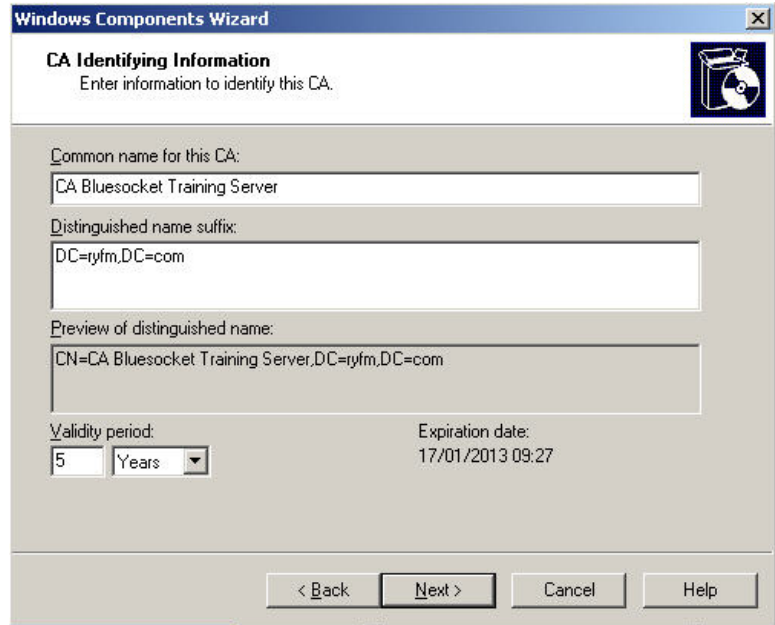 Windows Components Wizard
CA Identifying Information
Enter information to identify this CA.
Common name for this CA:
CA Bluesocket Training Server
Distinguished name suffix:
DC=ryfm,DC=com
Preview of distinguished name:
CN=CA Bluesocket Training Server,DC=ryfm,DC=com
Validity period:
Expiration date:
5
Years
17/01/2013 09:27
< Back
Next >
Cancel
Help